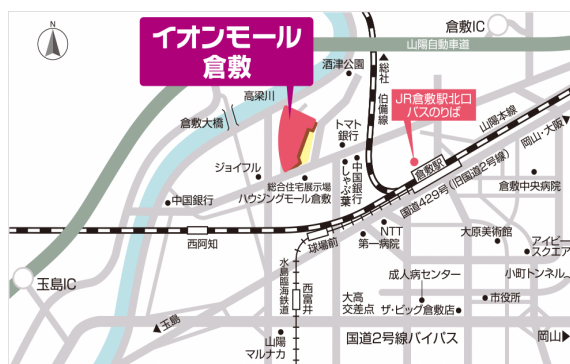 倉敷IC
山陽自動車道
イオンモール
倉敷
酒津公園
総社
伯備線
JR倉敷駅北口
バスのりば
山陽本線
岡山・大阪
高梁川
倉敷大橋
トマト
銀行
ジョイフル
総合住宅展示場
ハウジングモール倉敷
しゃぶ葉
中国銀行
倉敷駅
国道429号(旧国道2号線)
倉敷中央病院
中国銀行
西阿知
球場前
NTT
第一病院
大原美術館
アイビー
スクエア
小町トンネル
玉島IC
水島臨海鉄道
西富井
成人病センター
大高
交差点
ザ・ビッグ倉敷店
市役所
玉島
山陽
マルナカ
国道2号線バイパス
岡山